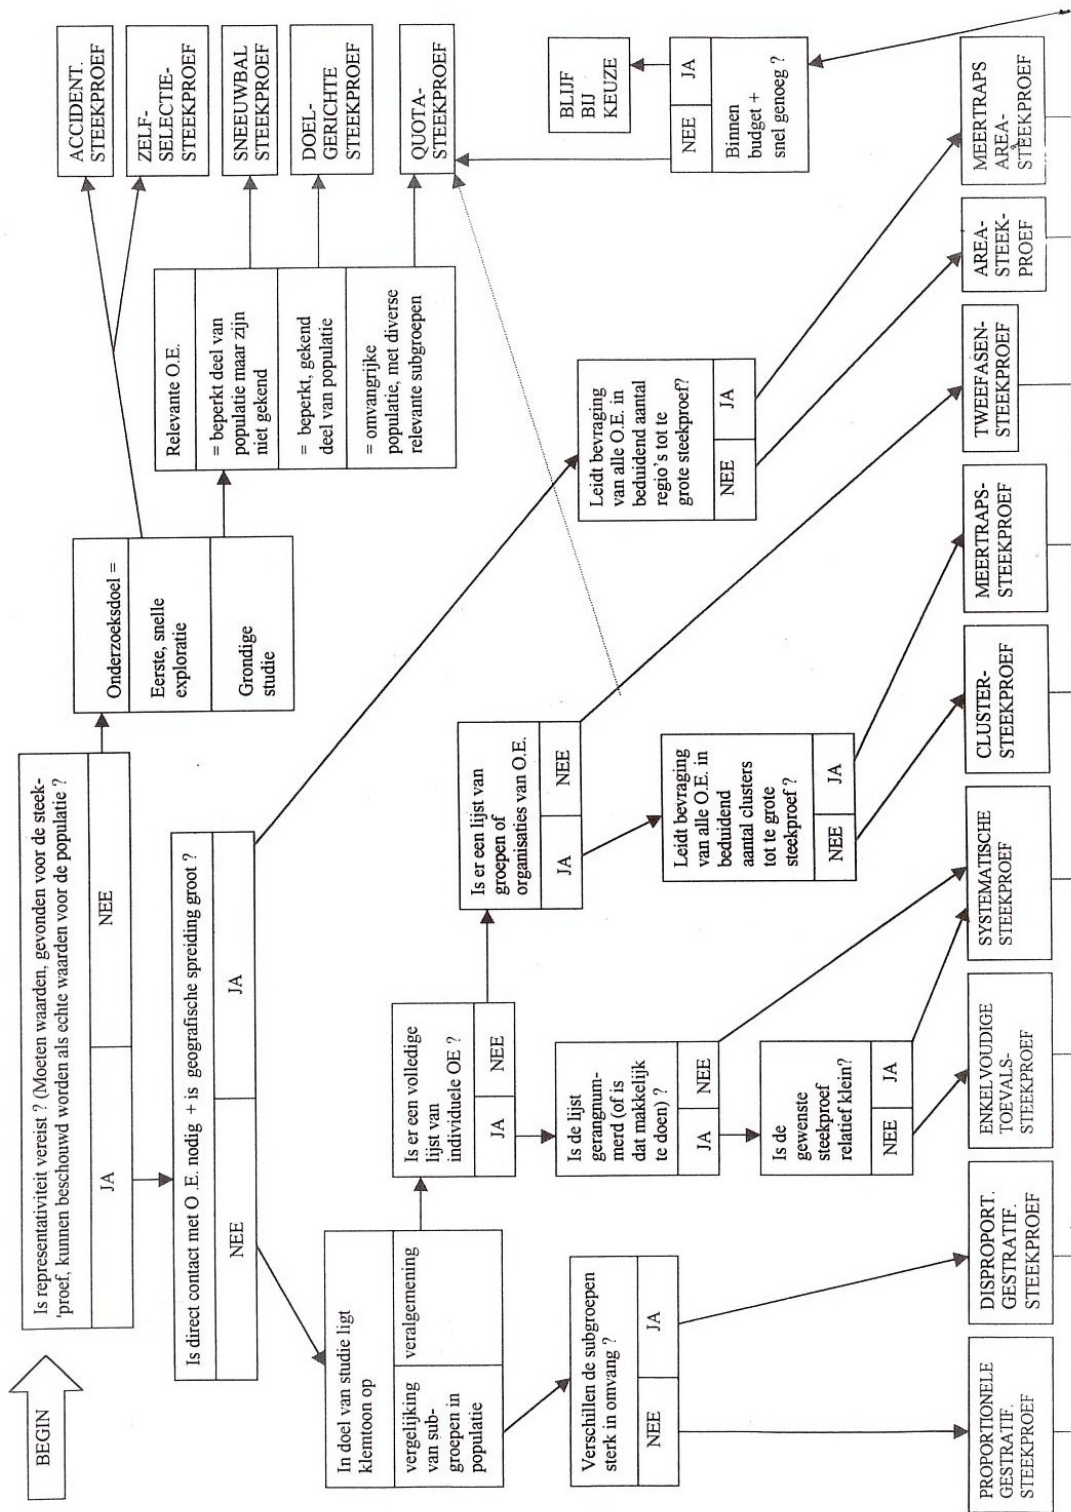 BEGIN
Is representativiteit vereist ? (Moeten waarden, gevonden voor de steek-
'proef, kunnen beschouwd worden als echte waarden voor de populatie ?
JA
NEE
Onderzoeksdoel =
Eerste, snelle
exploratie
Grondige
studie
ACCIDENT.
STEEKPROEF
ZELF-
SELECTIE-
STEEKPROEF
Relevante O.E.
= beperkt deel van
populatie maar zijn
niet gekend
= beperkt, gekend
deel van populatie
= omvangrijke
populatie, met diverse
relevante subgroepen
SNEEUWBAL
STEEKPROEF
DOEL-
GERICHTE
STEEKPROEF
QUOTA-
STEEKPROEF
Is direct contact met O E. nodig + is geografische spreiding groot ?
NEE
JA
In doel van studie ligt
klemtoon op
vergelijking
van sub-
groepen in
populatie
veralgemening
Is er een volledige
lijst van
individuele OE ?
JA
NEE
Is er een lijst van
groepen of
organisaties van O.E.
JA
NEE
Leidt bevraging
van alle O.E. in
beduidend aantal
regio's tot te
grote steekproef?
NEE
JA
BLIJF
BIJ
KEUZE
NEE
JA
Binnen
budget +
snel genoeg ?
Verschillen de subgroepen
sterk in omvang ?
NEE
JA
Is de lijst
gerangnum-
merd (of is
dat makkelijk
te doen) ?
JA
NEE
Is de
gewenste
steekproef
relatief klein?
NEE
JA
Leidt bevraging
van alle O.E. in
beduidend
aantal clusters
tot te grote
steekproef ?
NEE
JA
PROPORTIONELE
GESTRATIF.
STEEKPROEF
DISPROPORT.
GESTRATIF.
STEEKPROEF
ENKELVOUDIGE
TOEVALS-
STEEKPROEF
SYSTEMATISCHE
STEEKPROEF
CLUSTER-
STEEKPROEF
MEERTRAPS-
STEEKPROEF
TWEEFASEN-
STEEKPROEF
AREA-
STEEK-
PROEF
MEERTRAPS
AREA-
STEEKPROEF